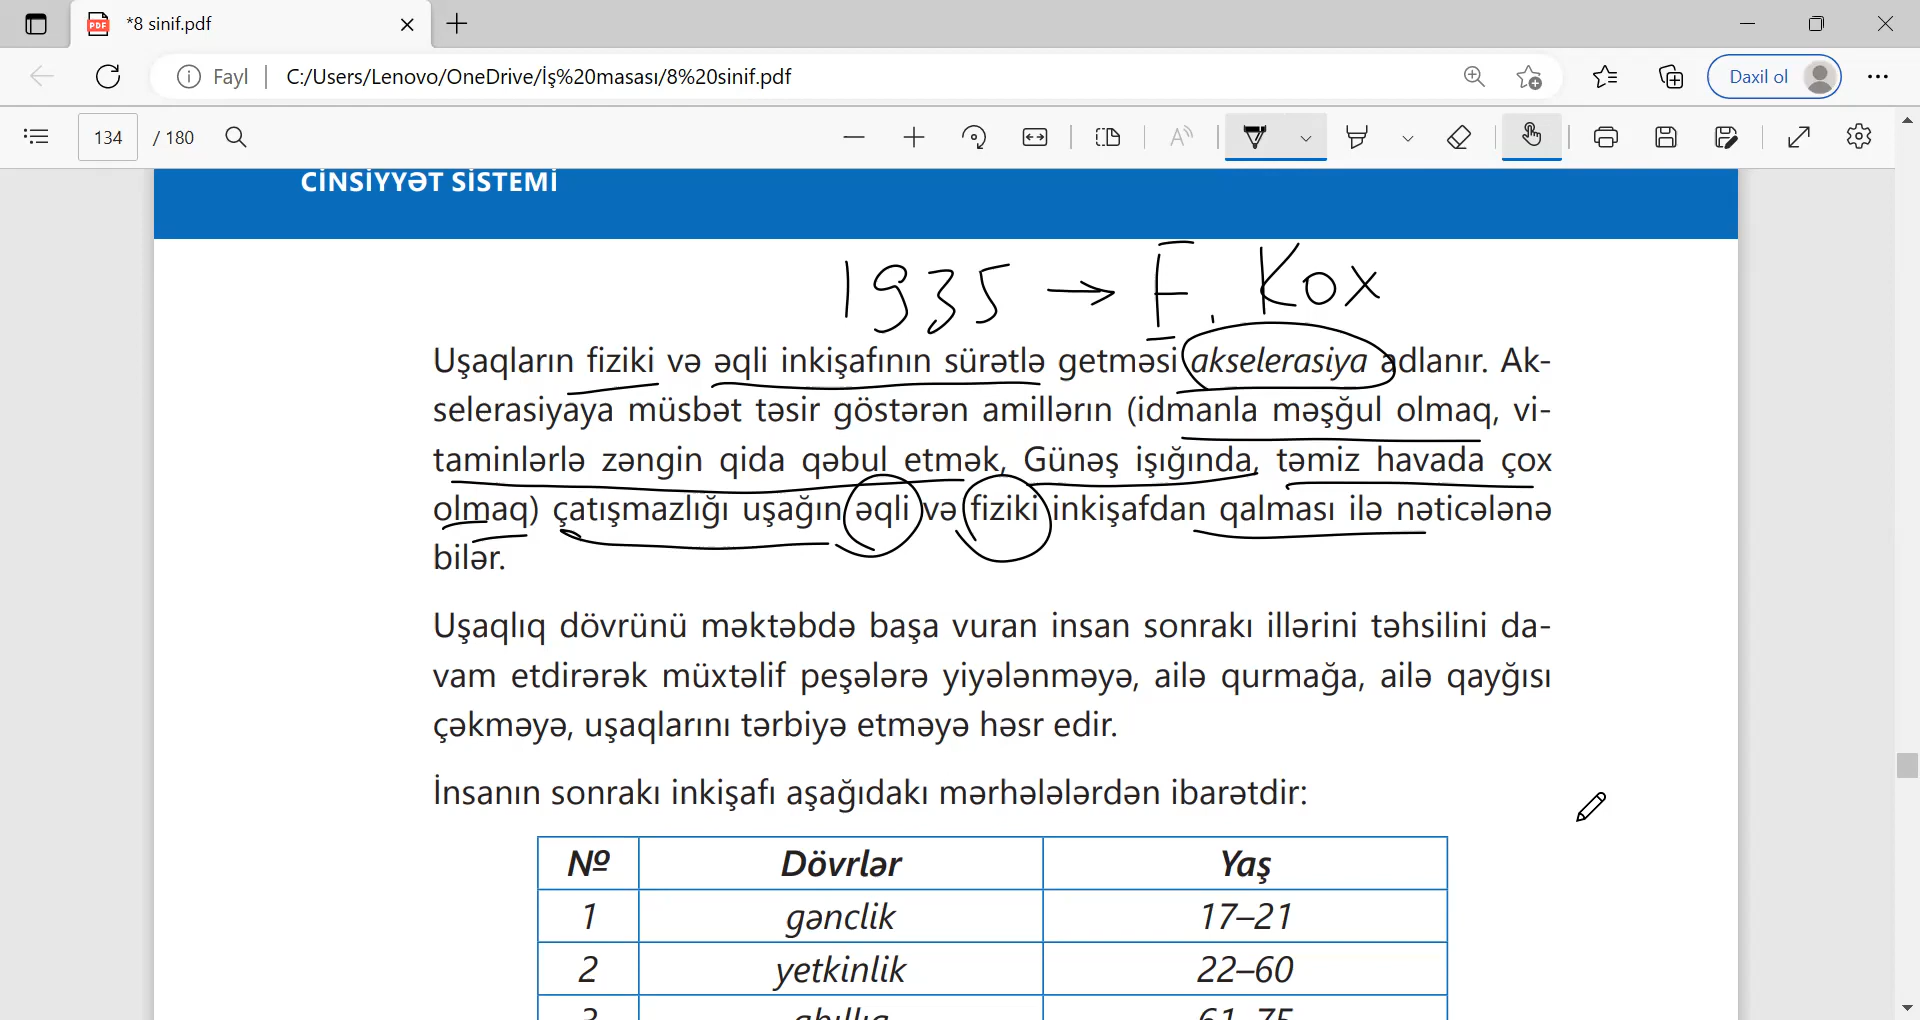 *8 sinif.pdf
Fayl C:/Users/Lenovo/OneDrive/İş%20masası/8%20sinif.pdf Daxil ol
134 / 180
CİNSİYYƏT SİSTEMİ
1935 → F. Kox
Uşaqların fiziki və əqli inkişafının sürətlə getməsi akselerasiya adlanır. Ak-
selerasiyaya müsbət təsir göstərən amillərın (idmanla məşğul olmaq, vi-
taminlərlə zəngin qida qəbul etmək, Günəş işığında, təmiz havada çox
olmaq) çatışmazlığı uşağın əqli və fiziki inkişafdan qalması ilə nəticələnə
bilər.
Uşaqlıq dövrünü məktəbdə başa vuran insan sonrakı illərini təhsilini da-
vam etdirərək müxtəlif peşələrə yiyələnməyə, ailə qurmağa, ailə qayğısı
çəkməyə, uşaqlarını tərbiyə etməyə həsr edir.
İnsanın sonrakı inkişafı aşağıdakı mərhələlərdən ibarətdir:
Nº Dövrlər Yaş
1 gənclik 17–21
2 yetkinlik 22–60
3 ahıllıq 61–75